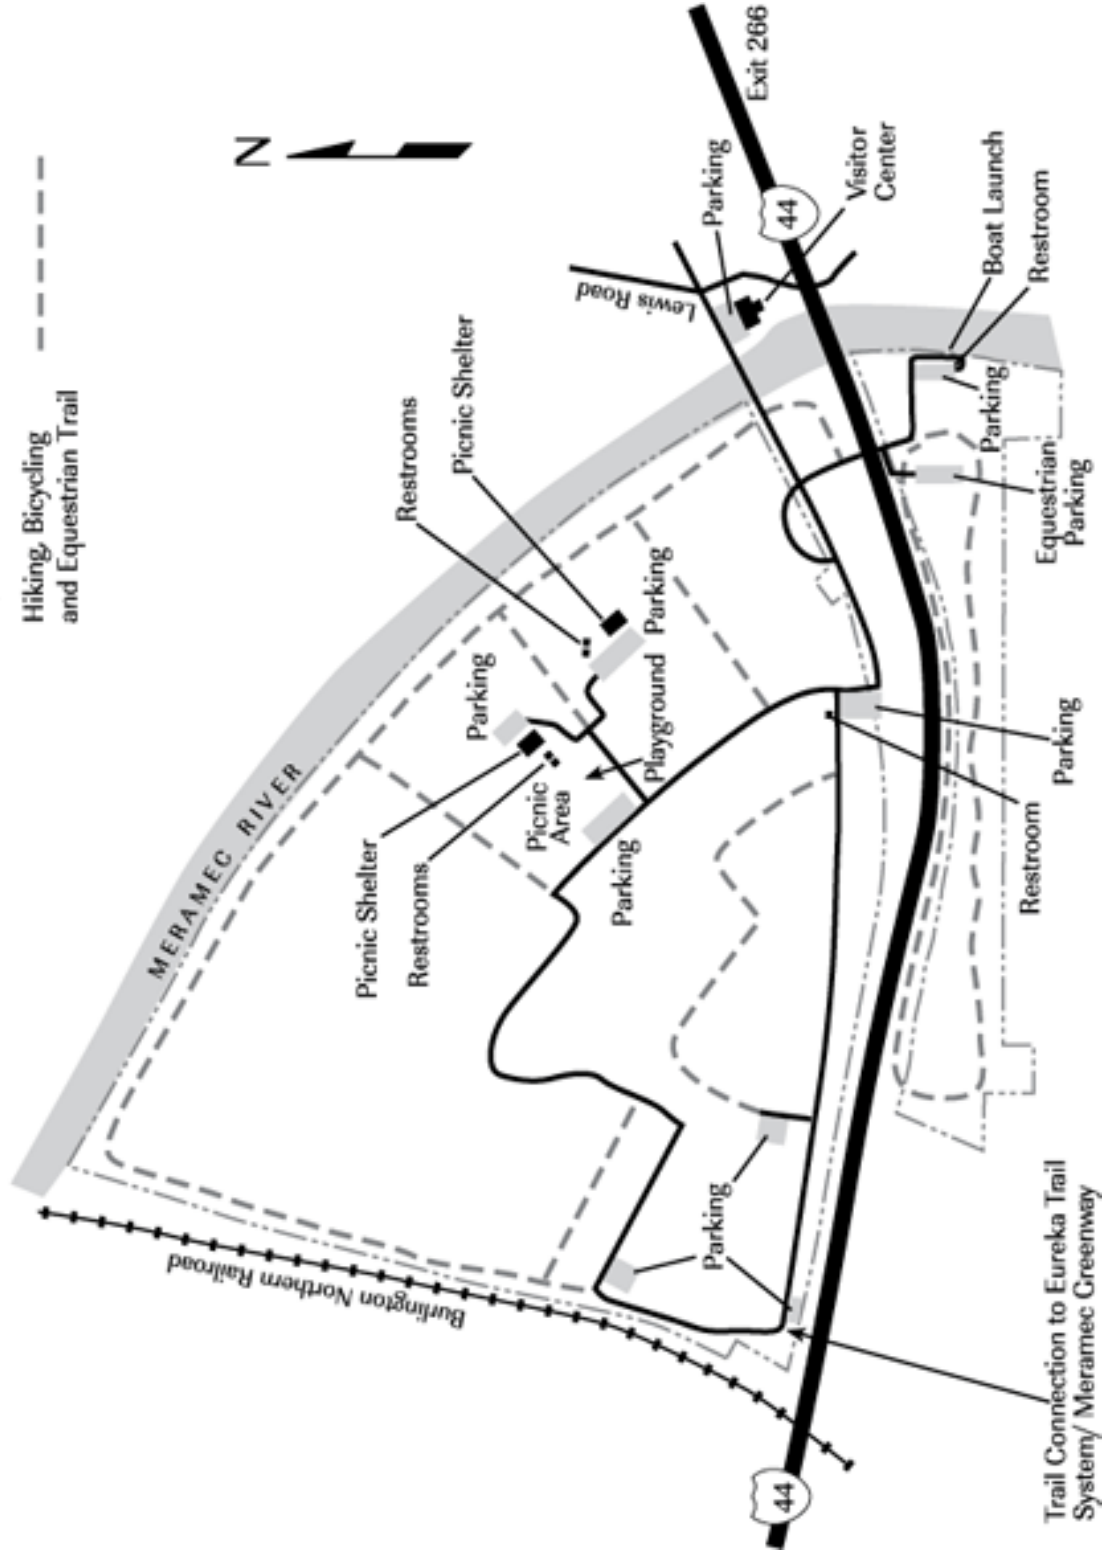 Hiking, Bicycling
and Equestrian Trail
N
MERAMEC RIVER
Burlington Northern Railroad
Picnic Shelter
Restrooms
Picnic
Area
Parking
Restrooms
Picnic Shelter
Parking
Playground
Parking
Lewis Road
Parking
44
Exit 266
Visitor
Center
Boat Launch
Restroom
Parking
Equestrian
Parking
Parking
Restroom
Parking
Trail Connection to Eureka Trail
System/ Meramec Greenway
44